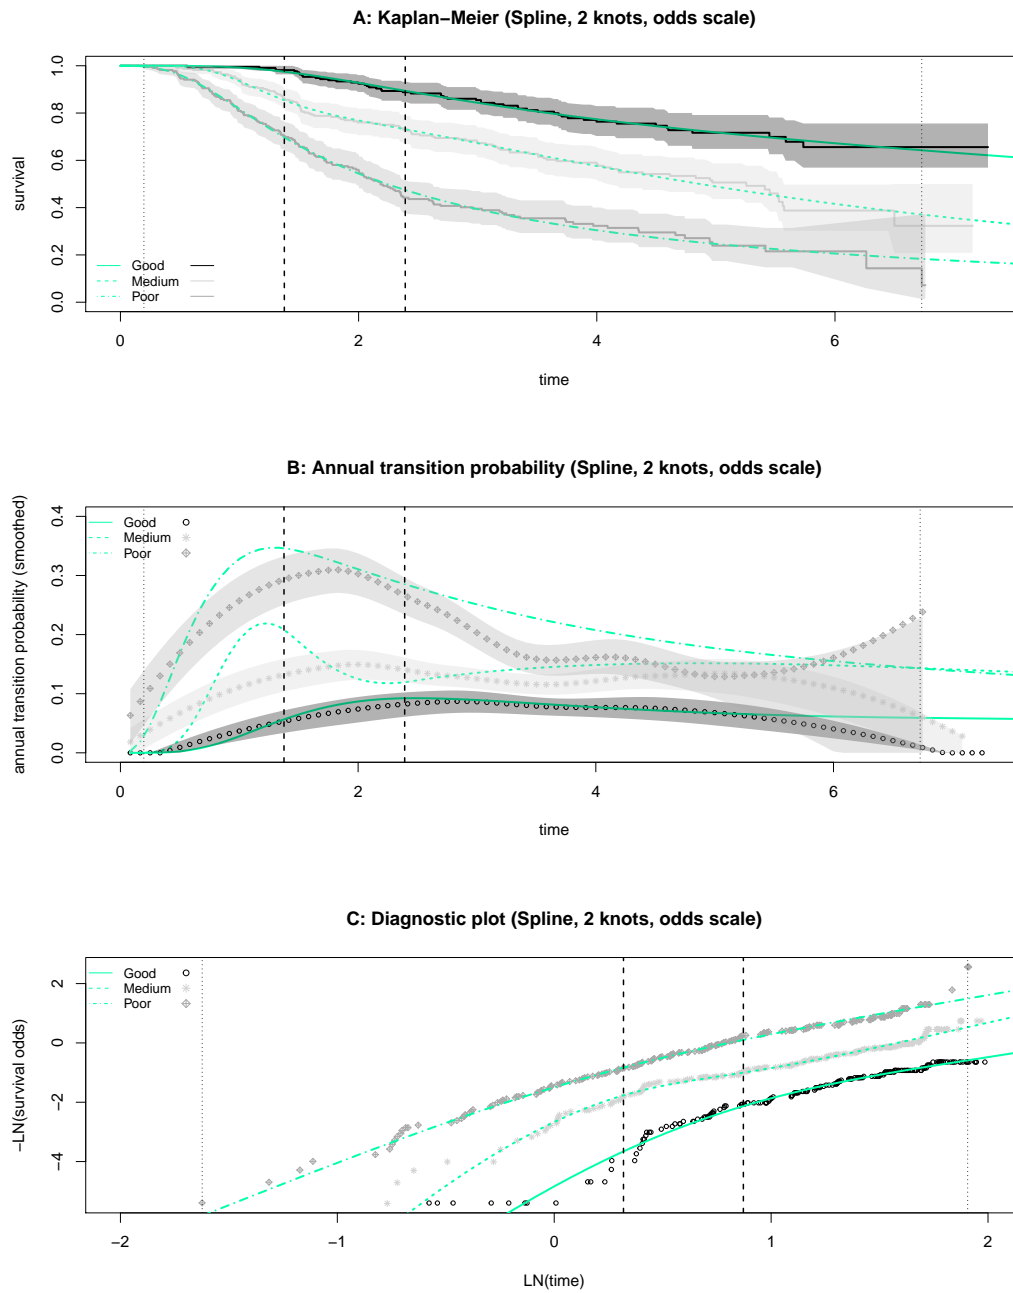 A: Kaplan−Meier (Spline, 2 knots, odds scale)
survival
1.0
0.8
0.6
0.4
0.2
0.0
Good
Medium
Poor
0 2 4 6
time
B: Annual transition probability (Spline, 2 knots, odds scale)
annual transition probability (smoothed)
0.4
0.3
0.2
0.1
0.0
Good
Medium
Poor
0 2 4 6
time
C: Diagnostic plot (Spline, 2 knots, odds scale)
−LN(survival odds)
2
0
−2
−4
Good
Medium
Poor
−2 −1 0 1 2
LN(time)